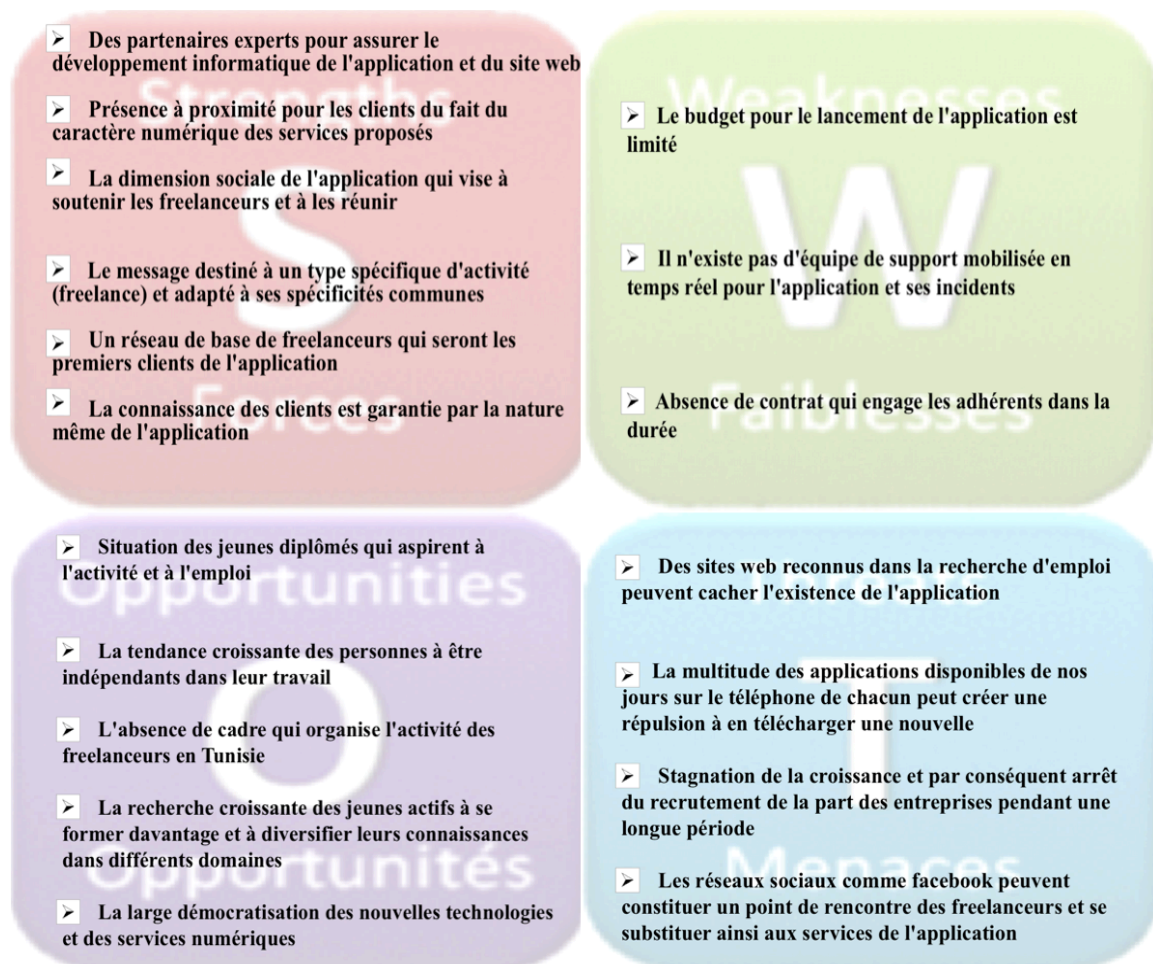 Strengths
S
Forces
➢ Des partenaires experts pour assurer le
développement informatique de l'application et du site web
➢ Présence à proximité pour les clients du fait du
caractère numérique des services proposés
➢ La dimension sociale de l'application qui vise à
soutenir les freelanceurs et à les réunir
➢ Le message destiné à un type spécifique d'activité
(freelance) et adapté à ses spécificités communes
➢ Un réseau de base de freelanceurs qui seront les
premiers clients de l'application
➢ La connaissance des clients est garantie par la nature
même de l'application
Weaknesses
W
Faiblesses
➢ Le budget pour le lancement de l'application est
limité
➢ Il n'existe pas d'équipe de support mobilisée en
temps réel pour l'application et ses incidents
➢ Absence de contrat qui engage les adhérents dans la
durée
Opportunities
O
Opportunités
➢ Situation des jeunes diplômés qui aspirent à
l'activité et à l'emploi
➢ La tendance croissante des personnes à être
indépendants dans leur travail
➢ L'absence de cadre qui organise l'activité des
freelanceurs en Tunisie
➢ La recherche croissante des jeunes actifs à se
former davantage et à diversifier leurs connaissances
dans différents domaines
➢ La large démocratisation des nouvelles technologies
et des services numériques
Threats
T
Menaces
➢ Des sites web reconnus dans la recherche d'emploi
peuvent cacher l'existence de l'application
➢ La multitude des applications disponibles de nos
jours sur le téléphone de chacun peut créer une
répulsion à en télécharger une nouvelle
➢ Stagnation de la croissance et par conséquent arrêt
du recrutement de la part des entreprises pendant une
longue période
➢ Les réseaux sociaux comme facebook peuvent
constituer un point de rencontre des freelanceurs et se
substituer ainsi aux services de l'application